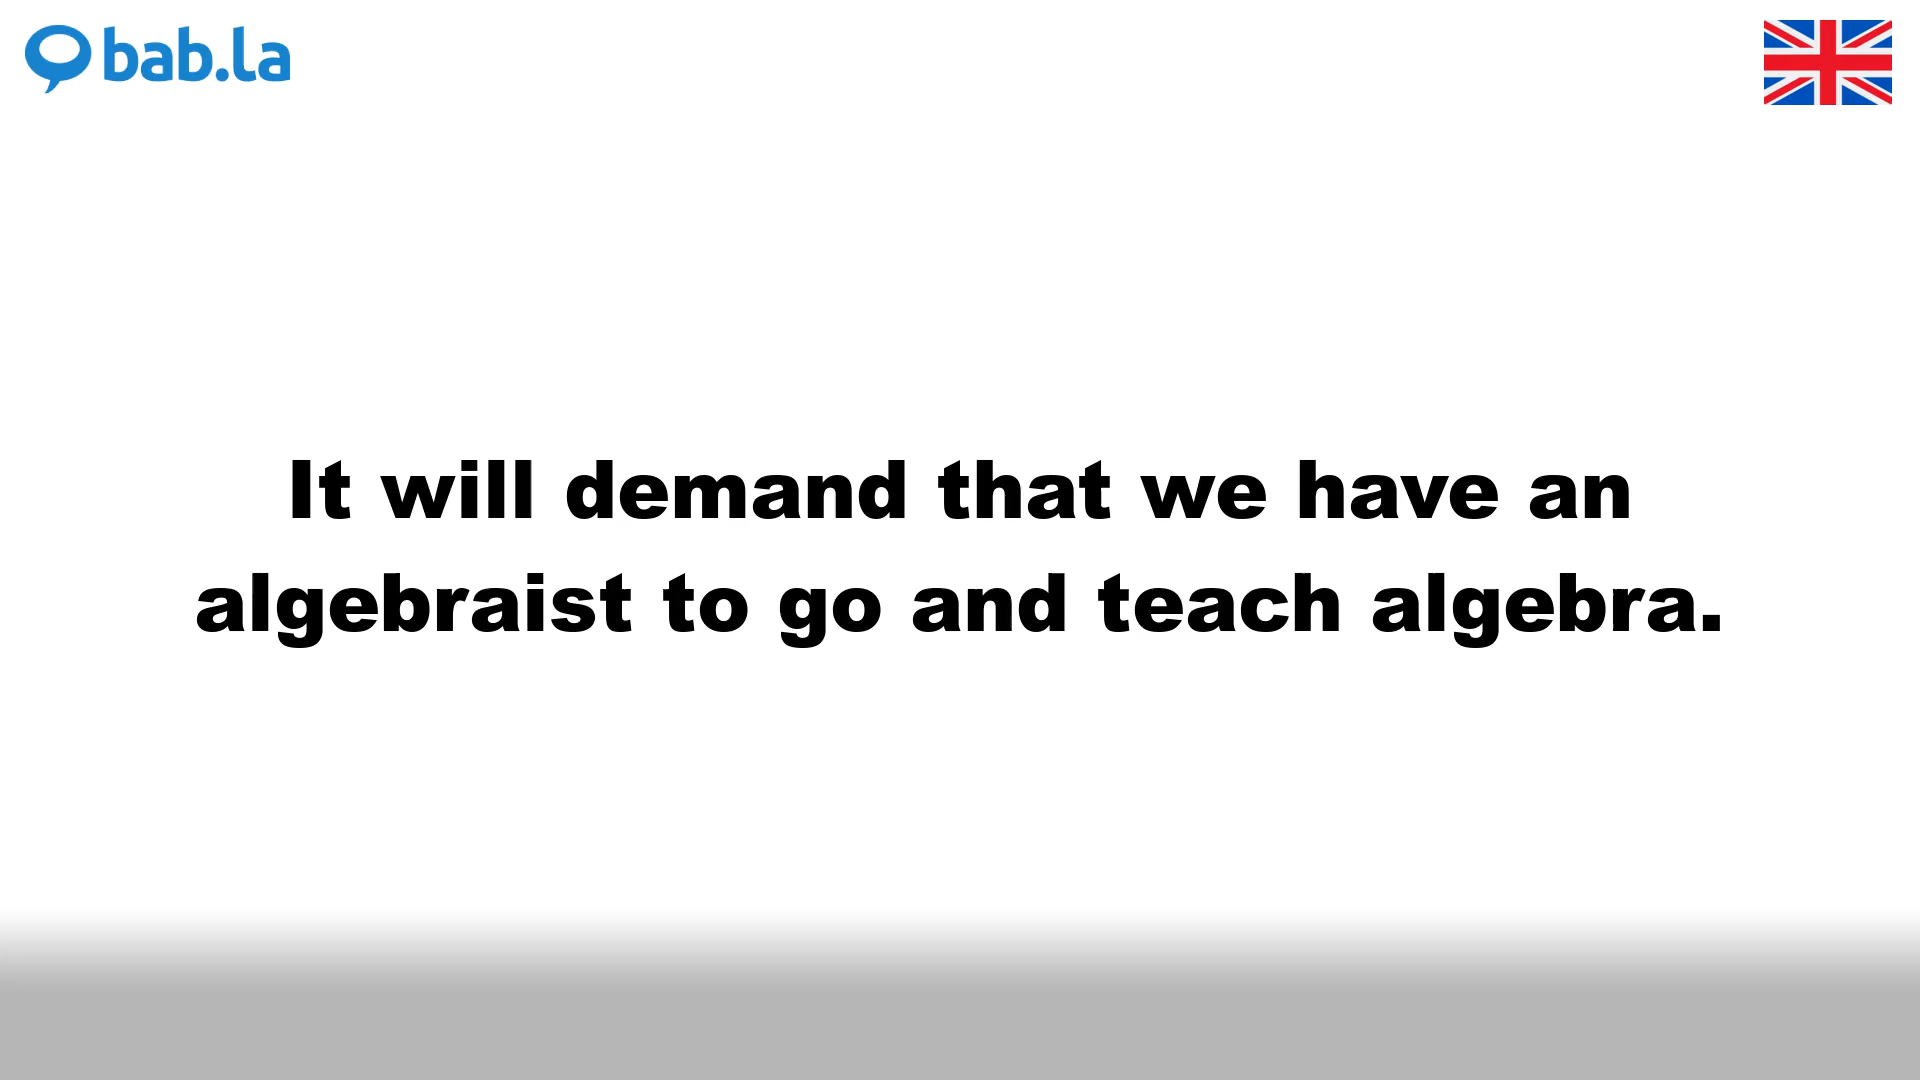 bab.la
It will demand that we have an
algebraist to go and teach algebra.